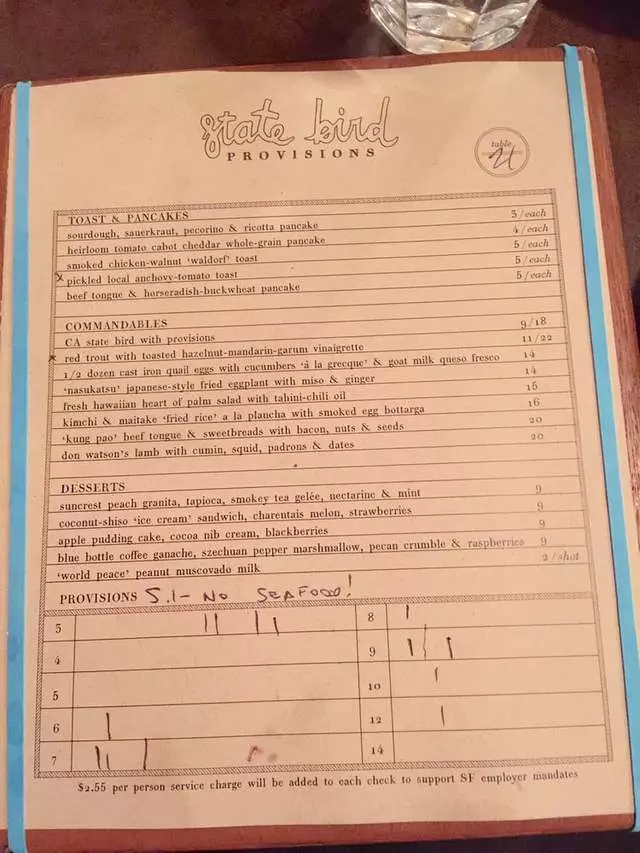 state bird
PROVISIONS
table
21
TOAST & PANCAKES
sourdough, sauerkraut, pecorino & ricotta pancake 3/each
heirloom tomato cabot cheddar whole-grain pancake 4/each
smoked chicken-walnut 'waldorf' toast 5/each
x pickled local anchovy-tomato toast 5/each
beef tongue & horseradish-buckwheat pancake 5/each
COMMANDABLES
CA state bird with provisions 9/18
x red trout with toasted hazelnut-mandarin-garum vinaigrette 11/22
1/2 dozen cast iron quail eggs with cucumbers 'á la grecque' & goat milk queso fresco 14
'nasukatsu' japanese-style fried eggplant with miso & ginger 14
fresh hawaiian heart of palm salad with tahini-chili oil 15
kimchi & maitake 'fried rice' a la plancha with smoked egg bottarga 16
'kung pao' beef tongue & sweetbreads with bacon, nuts & seeds 20
don watson's lamb with cumin, squid, padrons & dates 20
DESSERTS
suncrest peach granita, tapioca, smokey tea gelée, nectarine & mint 9
coconut-shiso 'ice cream' sandwich, charentais melon, strawberries 9
apple pudding cake, cocoa nib cream, blackberries 9
blue bottle coffee ganache, szechuan pepper marshmallow, pecan crumble & raspberries 9
'world peace' peanut muscovado milk 2/shot
PROVISIONS S.1- NO SEAFOOD!
3 8
4 9
5 10
6 12
7 14
$2.55 per person service charge will be added to each check to support SF employer mandates